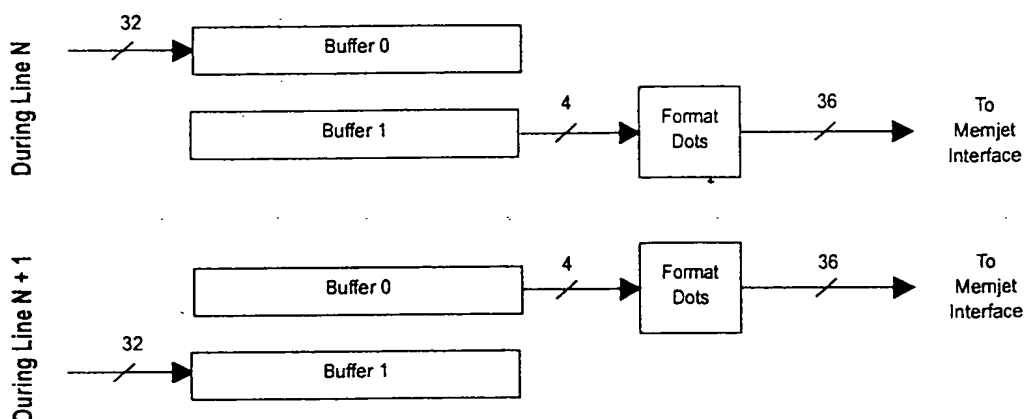 During Line N
32
Buffer 0
Buffer 1
4
Format
Dots
36
To
Memjet
Interface
During Line N + 1
Buffer 0
4
Format
Dots
36
To
Memjet
Interface
32
Buffer 1